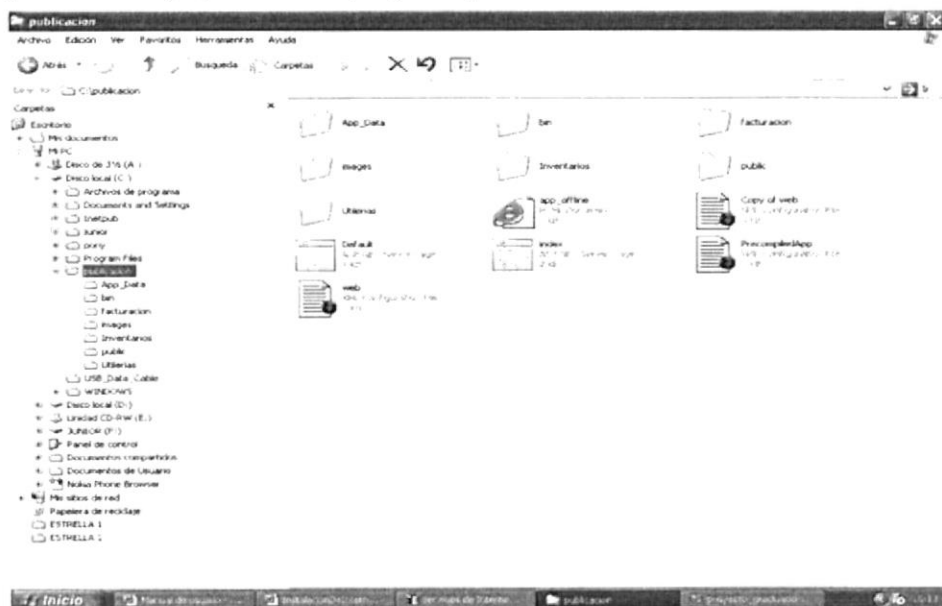 publicacion
Archivo Edición Ver Favoritos Herramientas Ayuda
Atrás Búsqueda Carpetas
C:\publicacion
Carpetas
Escritorio
Mis documentos
Mi PC
Disco de 3½ (A:)
Disco local (C:)
Archivos de programa
Documents and Settings
Inetpub
Junior
pony
Program Files
publicacion
App_Data
bin
facturacion
images
Inventarios
public
Utilerias
USB_Data_Cable
WINDOWS
Disco local (D:)
Unidad CD-RW (E:)
JUNIOR (F:)
Panel de control
Documentos compartidos
Documentos de Usuario
Nokia Phone Browser
Mis sitios de red
Papelera de reciclaje
ESTRELLA 1
ESTRELLA 1
App_Data bin facturacion
images Inventarios public
Utilerias app_offline Copy of web
Default index PrecompiledApp
web
Inicio Manual de usuario publicacion